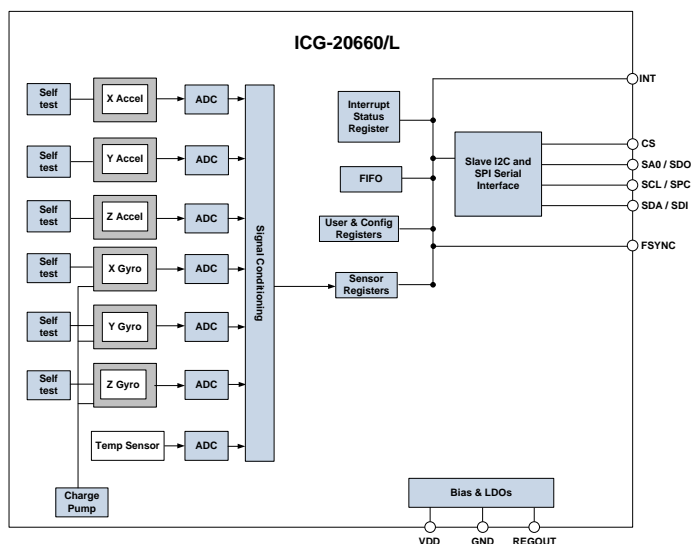 ICG-20660/L
Self
test
X Accel
ADC
Self
test
Y Accel
ADC
Self
test
Z Accel
ADC
Self
test
X Gyro
ADC
Self
test
Y Gyro
ADC
Self
test
Z Gyro
ADC
Temp Sensor
ADC
Charge
Pump
Signal Conditioning
Interrupt
Status
Register
FIFO
User & Config
Registers
Sensor
Registers
Slave I2C and
SPI Serial
Interface
INT
CS
SA0 / SDO
SCL / SPC
SDA / SDI
FSYNC
Bias & LDOs
VDD
GND
REGOUT